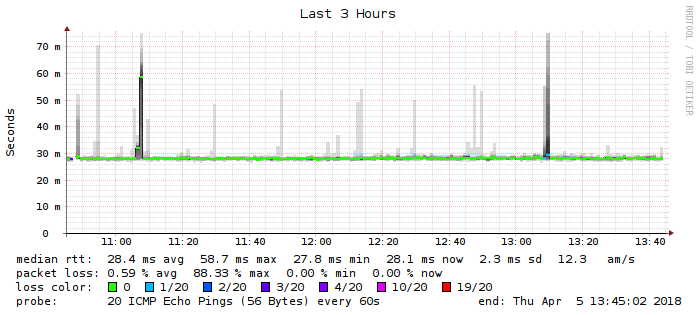 Last 3 Hours
RRDTOOL / TOBI OETIKER
Seconds
70 m
60 m
50 m
40 m
30 m
20 m
10 m
0
11:00 11:20 11:40 12:00 12:20 12:40 13:00 13:20 13:40
median rtt: 28.4 ms avg 58.7 ms max 27.8 ms min 28.1 ms now 2.3 ms sd 12.3 am/s
packet loss: 0.59 % avg 88.33 % max 0.00 % min 0.00 % now
loss color: 0 1/20 2/20 3/20 4/20 10/20 19/20
probe: 20 ICMP Echo Pings (56 Bytes) every 60s end: Thu Apr 5 13:45:02 2018